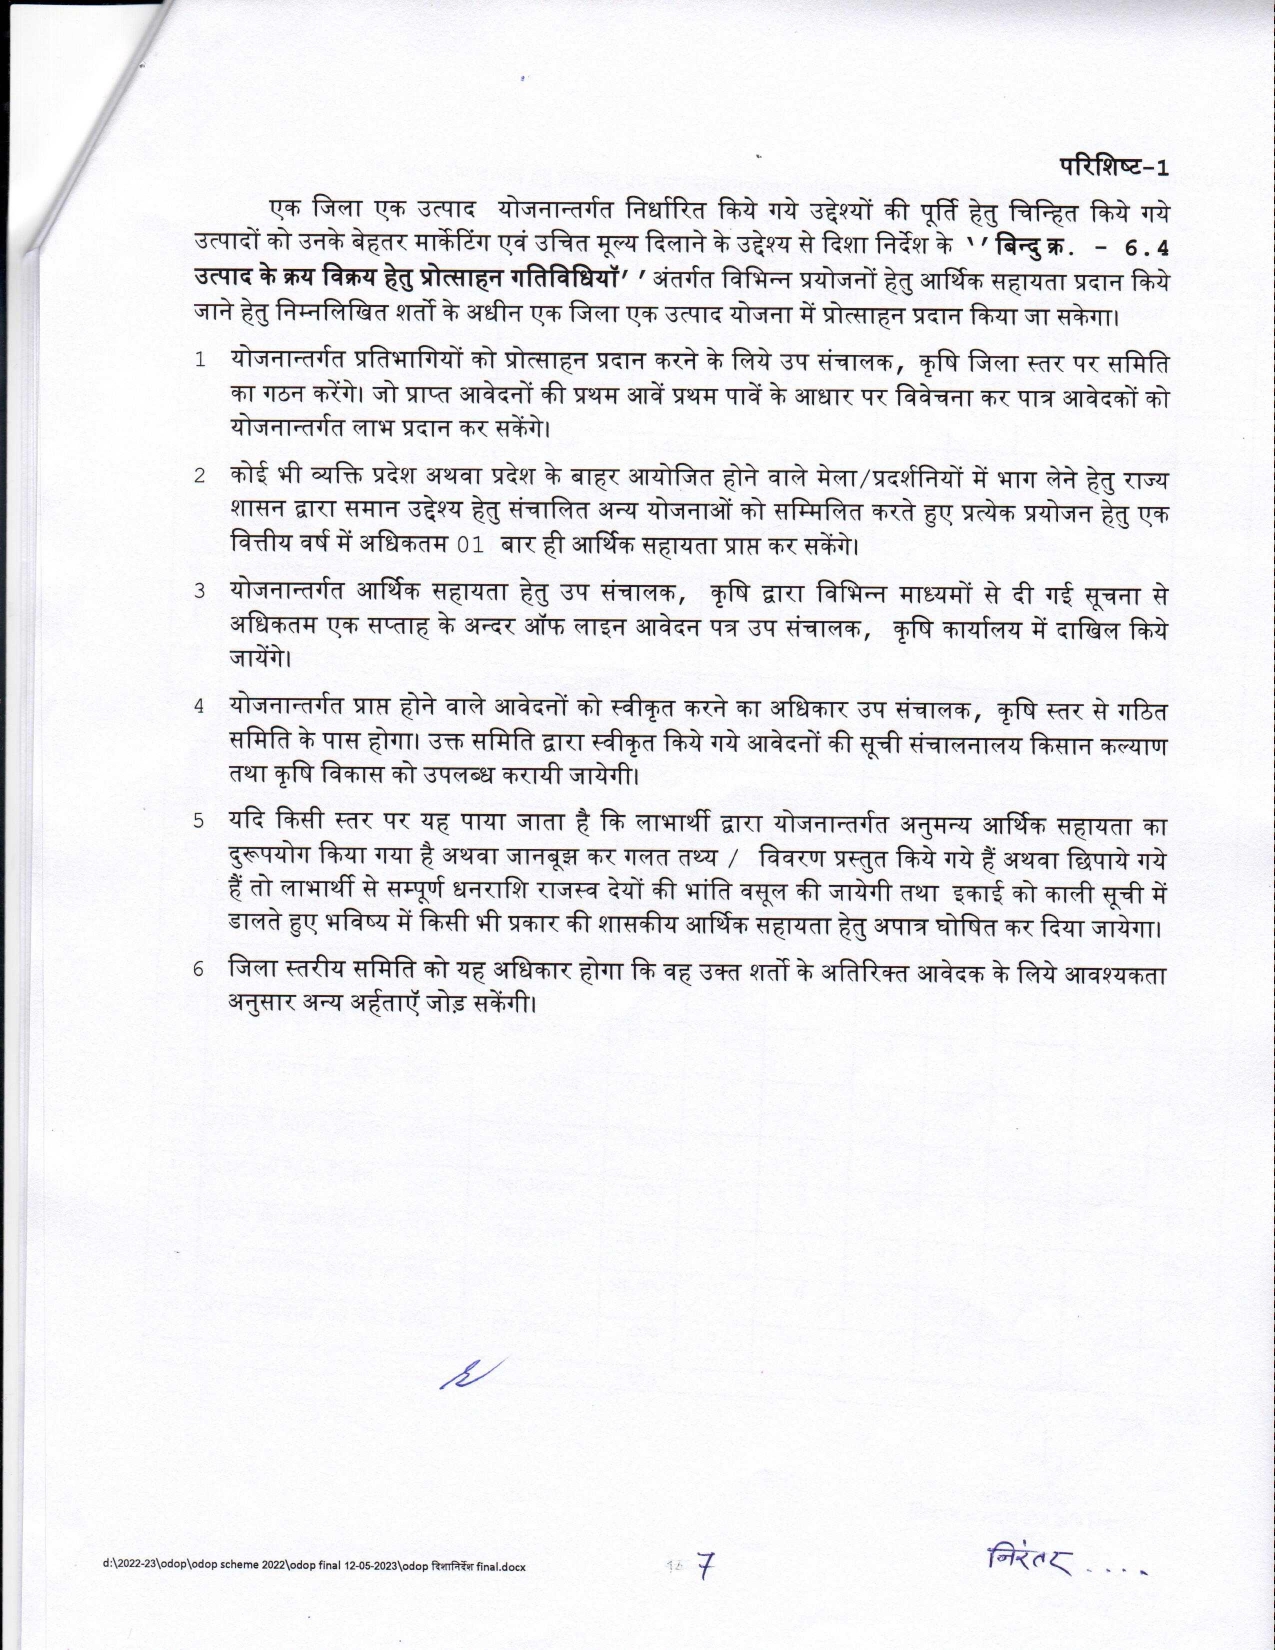 परिशिष्ट-1
एक जिला एक उत्पाद योजनान्तर्गत निर्धारित किये गये उद्देश्यों की पूर्ति हेतु चिन्हित किये गये
उत्पादों को उनके बेहतर मार्केटिंग एवं उचित मूल्य दिलाने के उद्देश्य से दिशा निर्देश के ''बिन्दु क्र. - 6.4
उत्पाद के क्रय विक्रय हेतु प्रोत्साहन गतिविधियॉ'' अंतर्गत विभिन्न प्रयोजनों हेतु आर्थिक सहायता प्रदान किये
जाने हेतु निम्नलिखित शर्तो के अधीन एक जिला एक उत्पाद योजना में प्रोत्साहन प्रदान किया जा सकेगा।
1 योजनान्तर्गत प्रतिभागियों को प्रोत्साहन प्रदान करने के लिये उप संचालक, कृषि जिला स्तर पर समिति
का गठन करेंगे। जो प्राप्त आवेदनों की प्रथम आवें प्रथम पावें के आधार पर विवेचना कर पात्र आवेदकों को
योजनान्तर्गत लाभ प्रदान कर सकेंगे।
2 कोई भी व्यक्ति प्रदेश अथवा प्रदेश के बाहर आयोजित होने वाले मेला/प्रदर्शनियों में भाग लेने हेतु राज्य
शासन द्वारा समान उद्देश्य हेतु संचालित अन्य योजनाओं को सम्मिलित करते हुए प्रत्येक प्रयोजन हेतु एक
वित्तीय वर्ष में अधिकतम 01 बार ही आर्थिक सहायता प्राप्त कर सकेंगे।
3 योजनान्तर्गत आर्थिक सहायता हेतु उप संचालक, कृषि द्वारा विभिन्न माध्यमों से दी गई सूचना से
अधिकतम एक सप्ताह के अन्दर ऑफ लाइन आवेदन पत्र उप संचालक, कृषि कार्यालय में दाखिल किये
जायेंगे।
4 योजनान्तर्गत प्राप्त होने वाले आवेदनों को स्वीकृत करने का अधिकार उप संचालक, कृषि स्तर से गठित
समिति के पास होगा। उक्त समिति द्वारा स्वीकृत किये गये आवेदनों की सूची संचालनालय किसान कल्याण
तथा कृषि विकास को उपलब्ध करायी जायेगी।
5 यदि किसी स्तर पर यह पाया जाता है कि लाभार्थी द्वारा योजनान्तर्गत अनुमन्य आर्थिक सहायता का
दुरूपयोग किया गया है अथवा जानबूझ कर गलत तथ्य / विवरण प्रस्तुत किये गये हैं अथवा छिपाये गये
हैं तो लाभार्थी से सम्पूर्ण धनराशि राजस्व देयों की भांति वसूल की जायेगी तथा इकाई को काली सूची में
डालते हुए भविष्य में किसी भी प्रकार की शासकीय आर्थिक सहायता हेतु अपात्र घोषित कर दिया जायेगा।
6 जिला स्तरीय समिति को यह अधिकार होगा कि वह उक्त शर्तो के अतिरिक्त आवेदक के लिये आवश्यकता
अनुसार अन्य अर्हताऍ जोड़ सकेंगी।
d:\2022-23\odop\odop scheme 2022\odop final 12-05-2023\odop दिशानिर्देश final.docx
7
निरंतर....